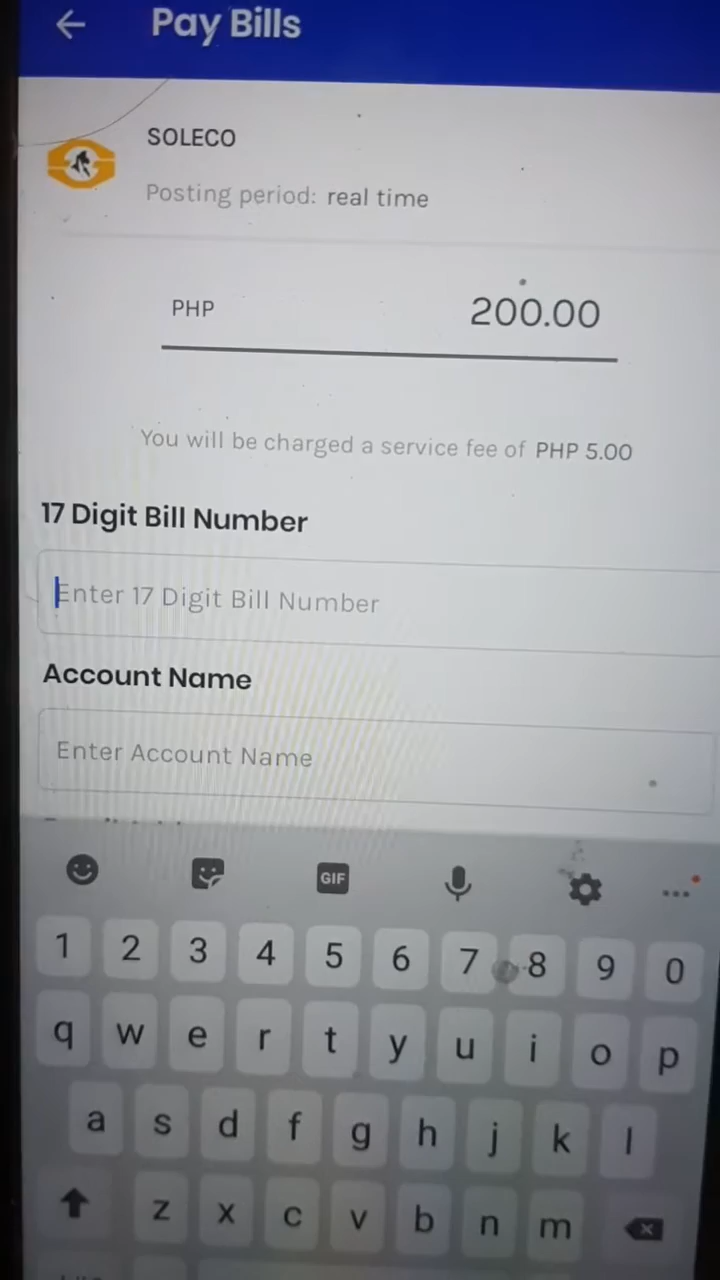 Pay Bills
SOLECO
Posting period: real time
PHP 200.00
You will be charged a service fee of PHP 5.00
17 Digit Bill Number
Enter 17 Digit Bill Number
Account Name
Enter Account Name
GIF
1 2 3 4 5 6 7 8 9 0
q w e r t y u i o p
a s d f g h j k l
z x c v b n m